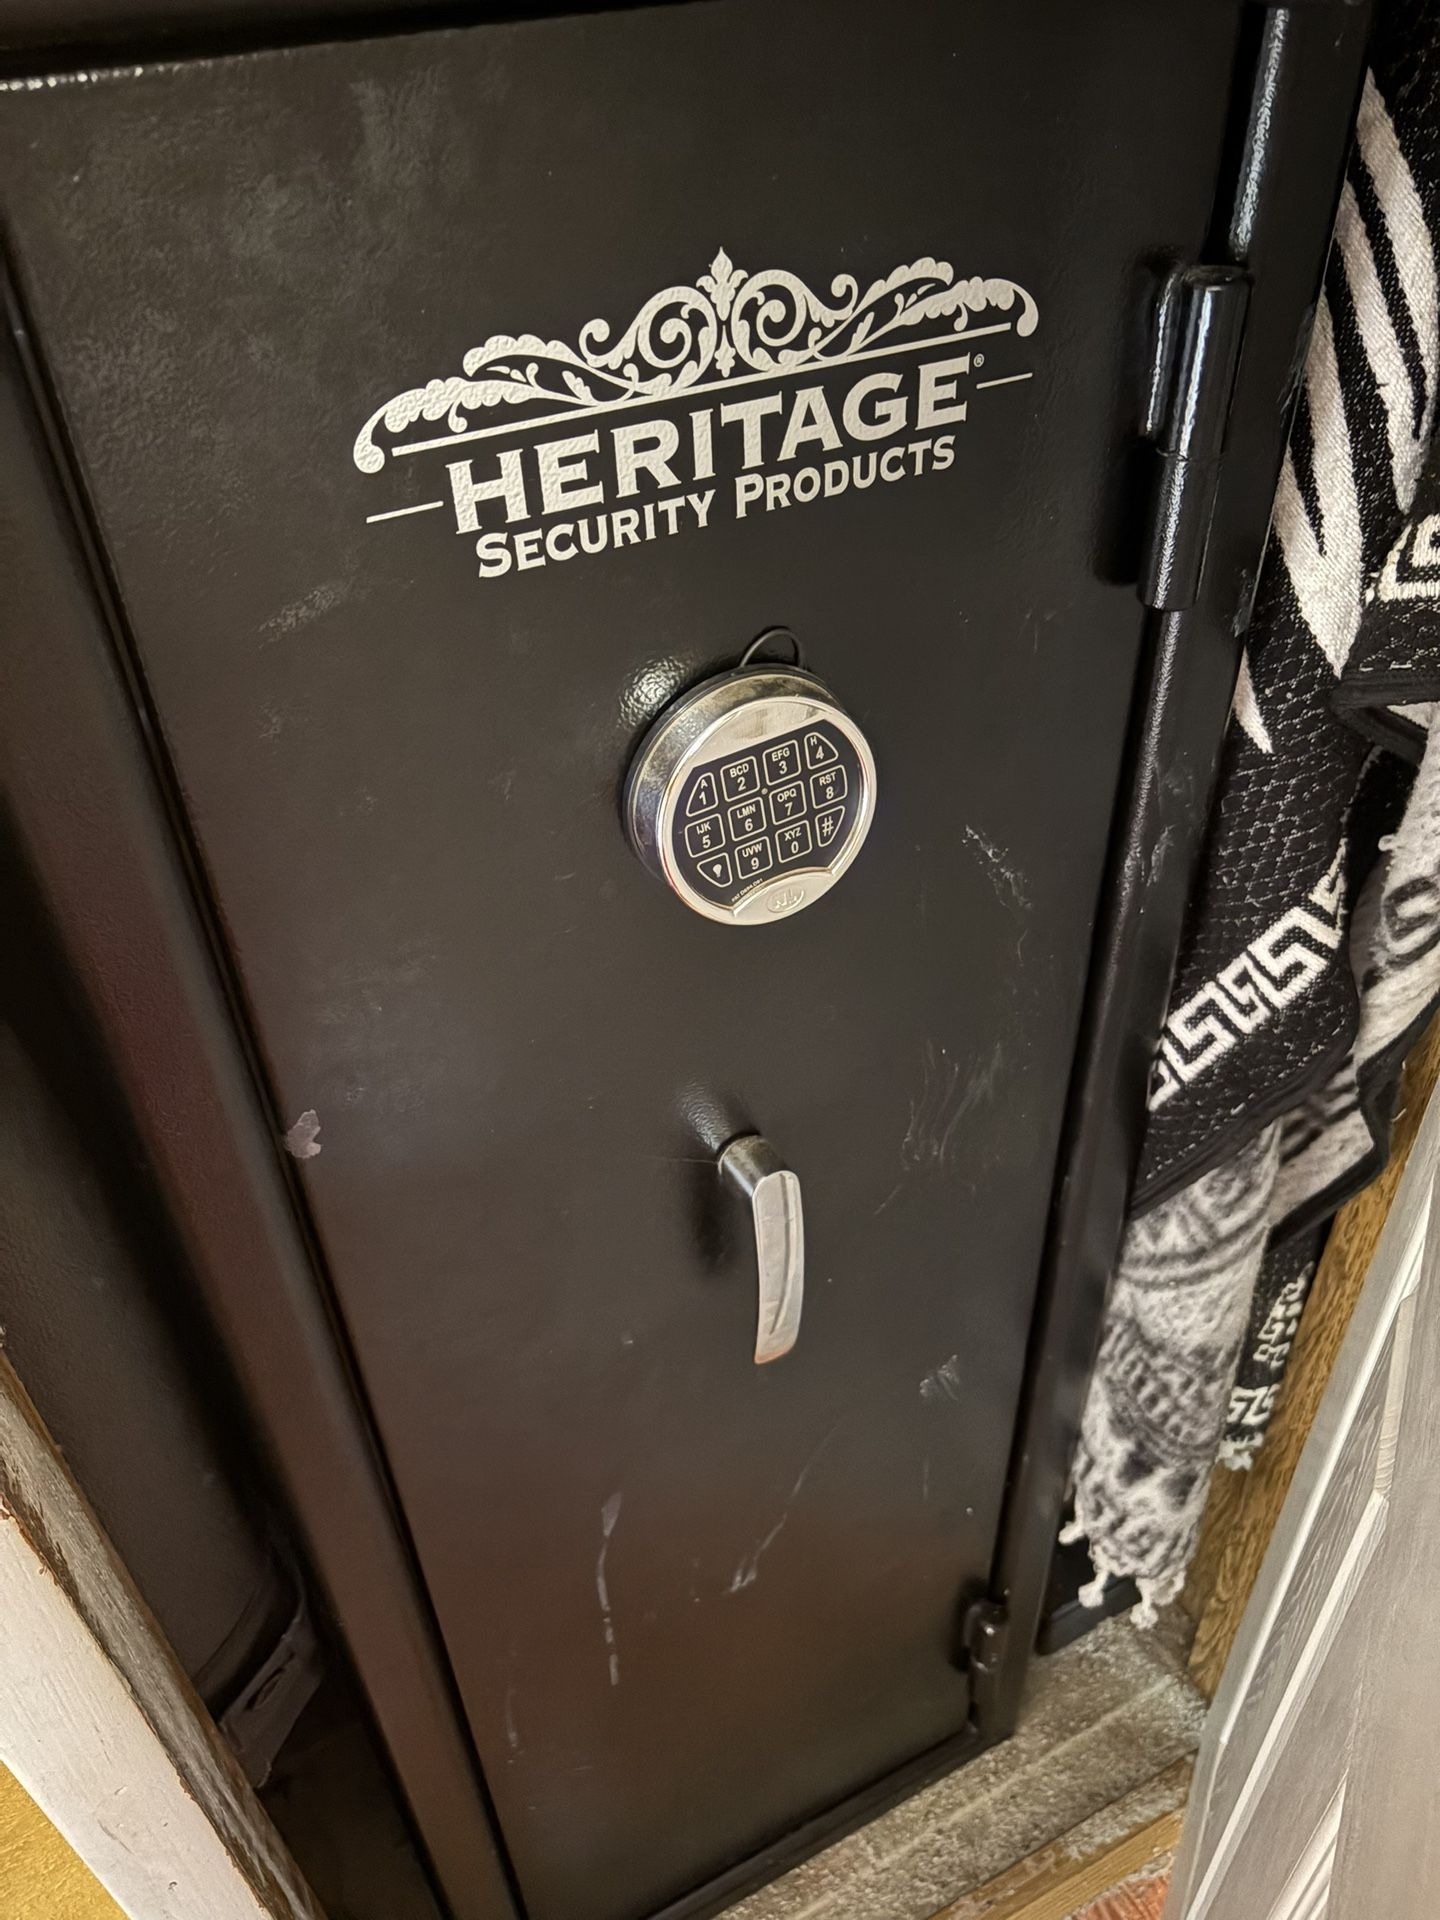 HERITAGE®
SECURITY PRODUCTS
A BCD EFG H
1 2 3 4
IJK LMN OPQ RST
5 6 7 8
UVW XYZ
9 0 #